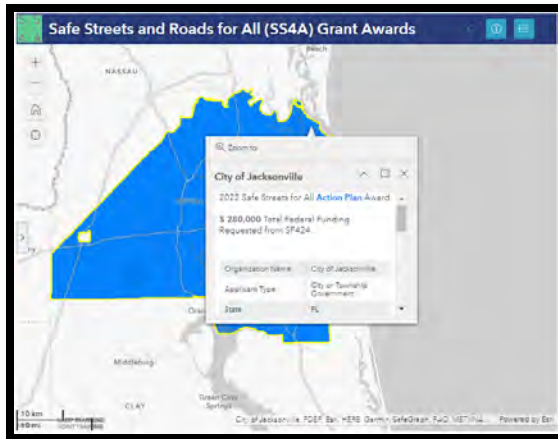 Safe Streets and Roads for All (SS4A) Grant Awards
Beach
NASSAU
Zoom to
City of Jacksonville
2022 Safe Streets for All Action Plan Award
$ 280,000 Total Federal Funding
Requested from SF424
Organization Name City of Jacksonville
Applicant Type City or Township
Government
State FL
Middleburg
Green Cove
Springs
CLAY
10 km
City of Jacksonville, FDEP, Esri, HERE, Garmin, SafeGraph, FAO, METI/NA... Powered by Esri